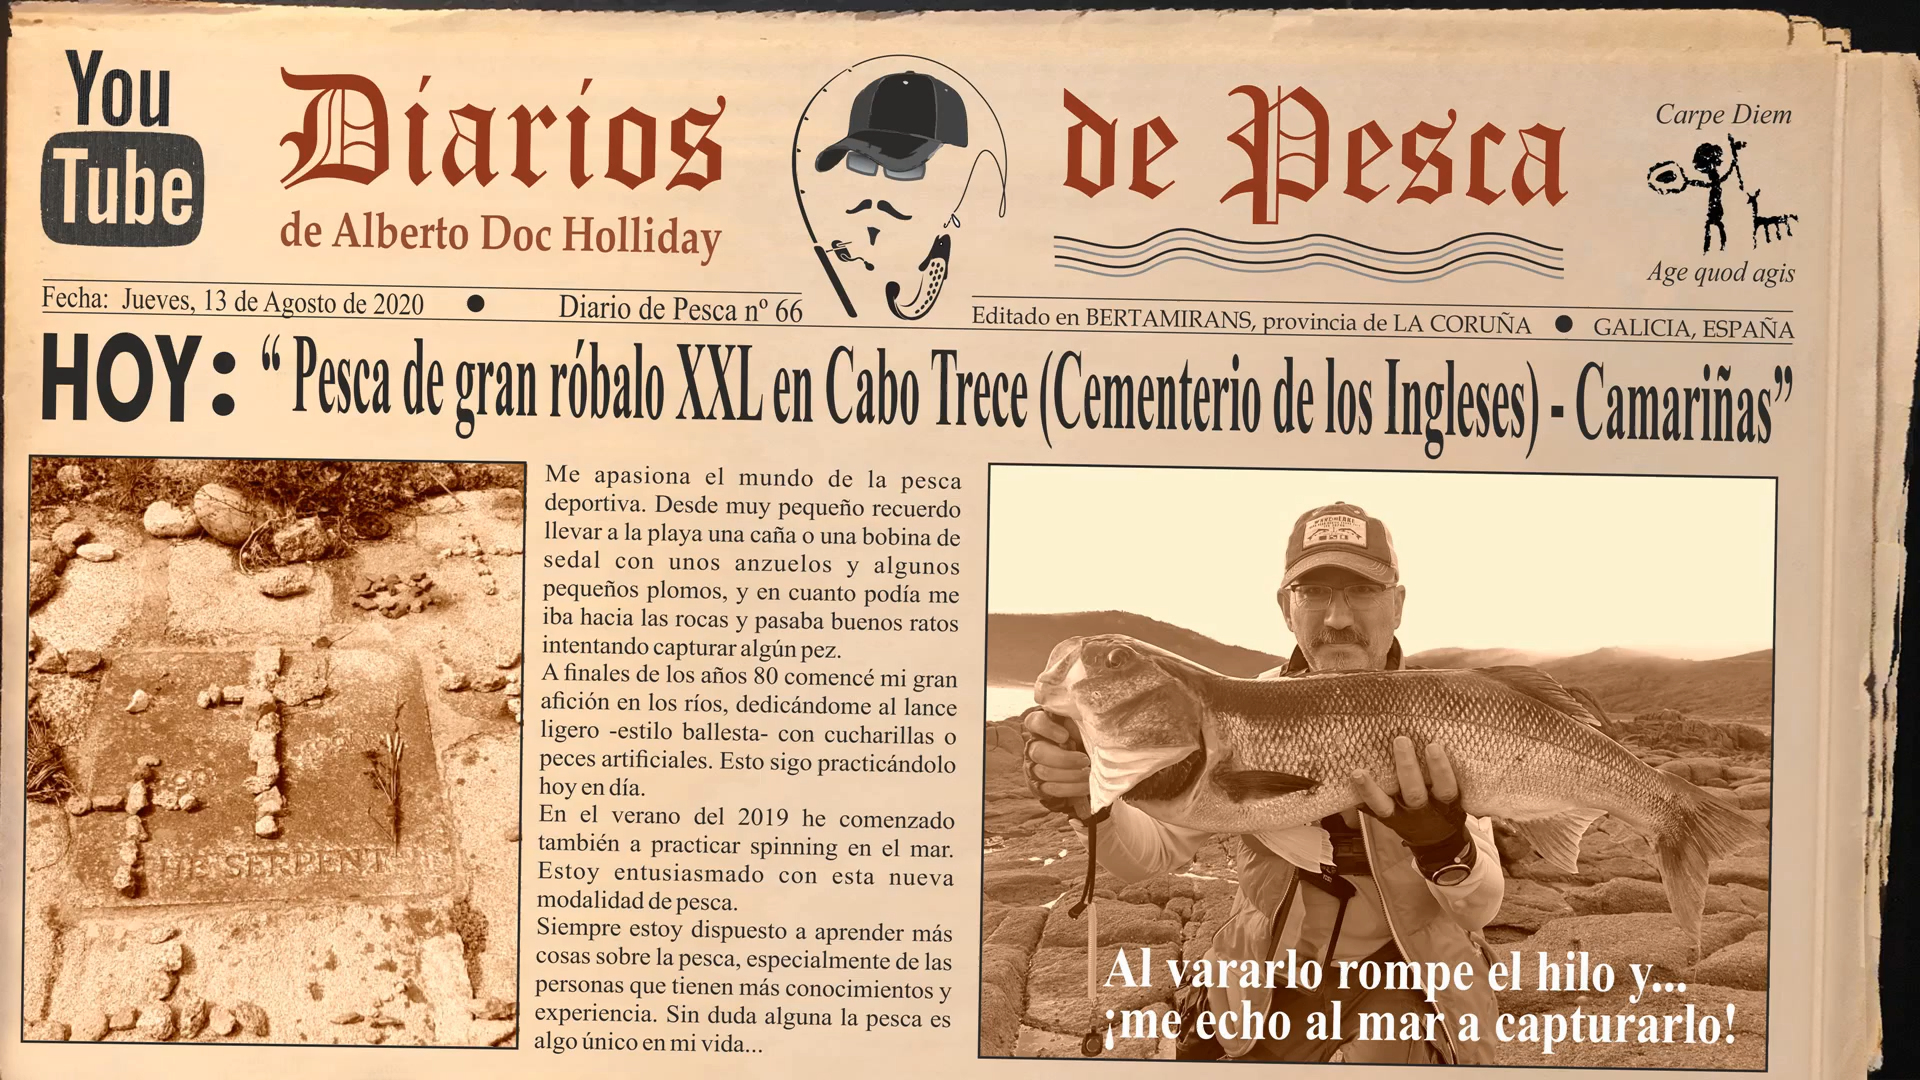 You
Tube
Diarios de Pesca
de Alberto Doc Holliday
Carpe Diem
Age quod agis
Fecha: Jueves, 13 de Agosto de 2020 ● Diario de Pesca nº 66
Editado en BERTAMIRANS, provincia de LA CORUÑA ● GALICIA, ESPAÑA
HOY: “ Pesca de gran róbalo XXL en Cabo Trece (Cementerio de los Ingleses) - Camariñas”
HE SERPENT
Me apasiona el mundo de la pesca
deportiva. Desde muy pequeño recuerdo
llevar a la playa una caña o una bobina de
sedal con unos anzuelos y algunos
pequeños plomos, y en cuanto podía me
iba hacia las rocas y pasaba buenos ratos
intentando capturar algún pez.
A finales de los años 80 comencé mi gran
afición en los ríos, dedicándome al lance
ligero -estilo ballesta- con cucharillas o
peces artificiales. Esto sigo practicándolo
hoy en día.
En el verano del 2019 he comenzado
también a practicar spinning en el mar.
Estoy entusiasmado con esta nueva
modalidad de pesca.
Siempre estoy dispuesto a aprender más
cosas sobre la pesca, especialmente de las
personas que tienen más conocimientos y
experiencia. Sin duda alguna la pesca es
algo único en mi vida...
Al vararlo rompe el hilo y...
¡me echo al mar a capturarlo!